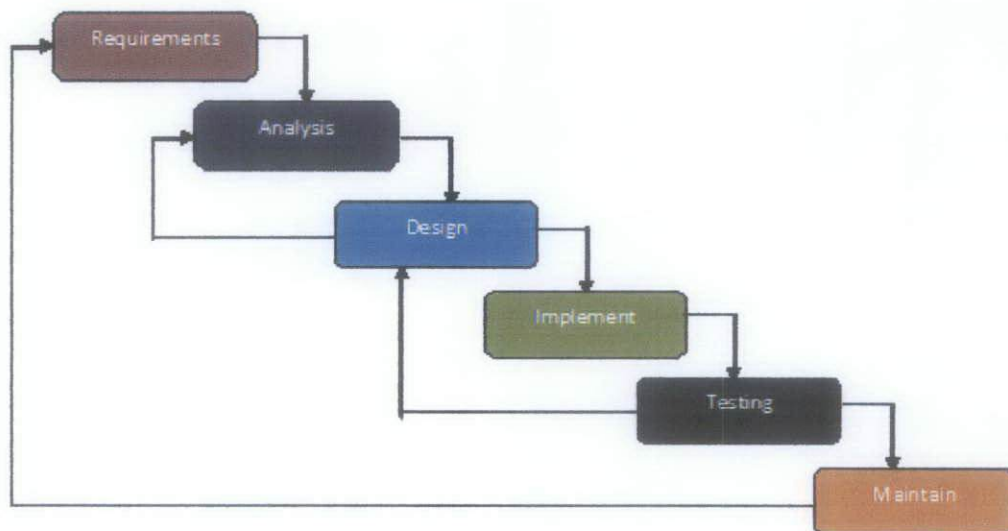 Requirements
Analysis
Design
Implement
Testing
Maintain